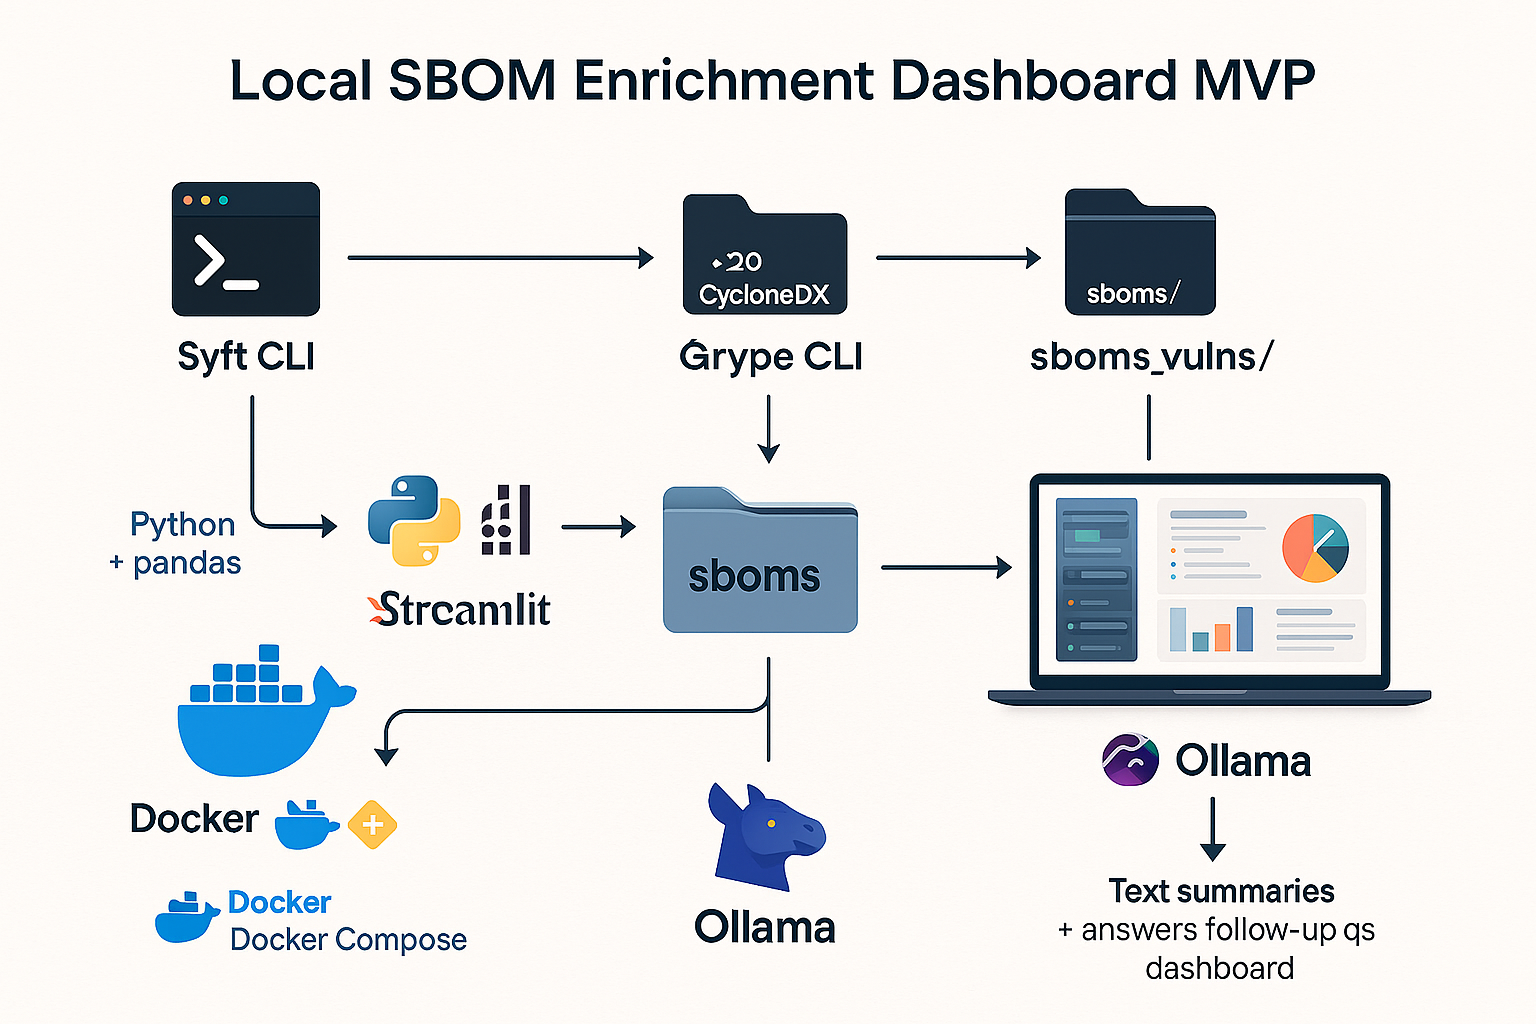 Local SBOM Enrichment Dashboard MVP
20
CycloneDX
sboms/
Syft CLI
Grype CLI
sboms_vulns/
Python
+ pandas
Streamlit
sboms
Docker
Docker
Docker Compose
Ollama
Ollama
Text summaries
+ answers follow-up qs
dashboard